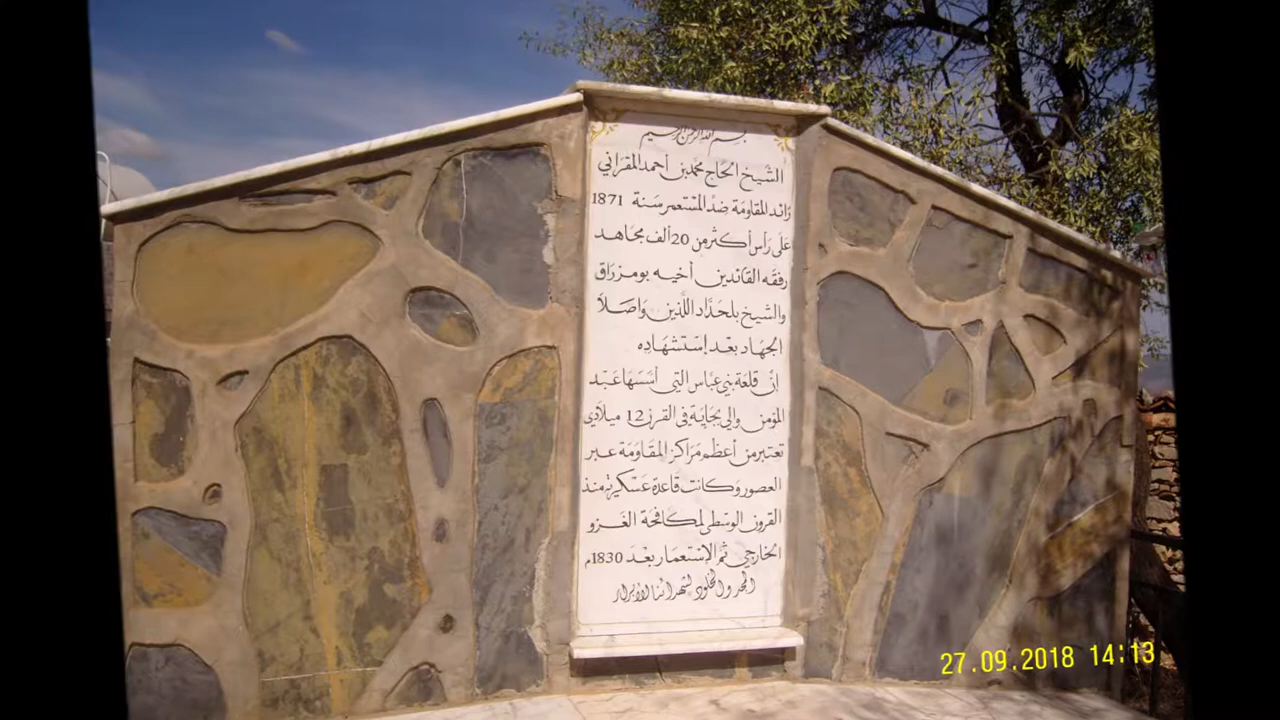 بسم الله الرحمن الرحيم
الشيخ الحاج محمد بن أحمد المقراني
رائد المقاومة ضد المستعمر سنة 1871
على رأس أكثر من 20 ألف مجاهد
رفقه القائدين أخيه بومزراق
والشيخ بلحداد اللذين واصلا
الجهاد بعد إستشهاده
إن قلعة بني عباس التي أسسها عبد
المؤمن والي بجاية في القرن 12 ميلادي
تعتبر من أعظم مراكز المقاومة عبر
العصور وكانت قاعدة عسكرية منذ
القرون الوسطى لمكافحة الغزو
الخارجي ثم الإستعمار بعد 1830م
المجد والخلود لشهدائنا الأبرار
27.09.2018 14:13